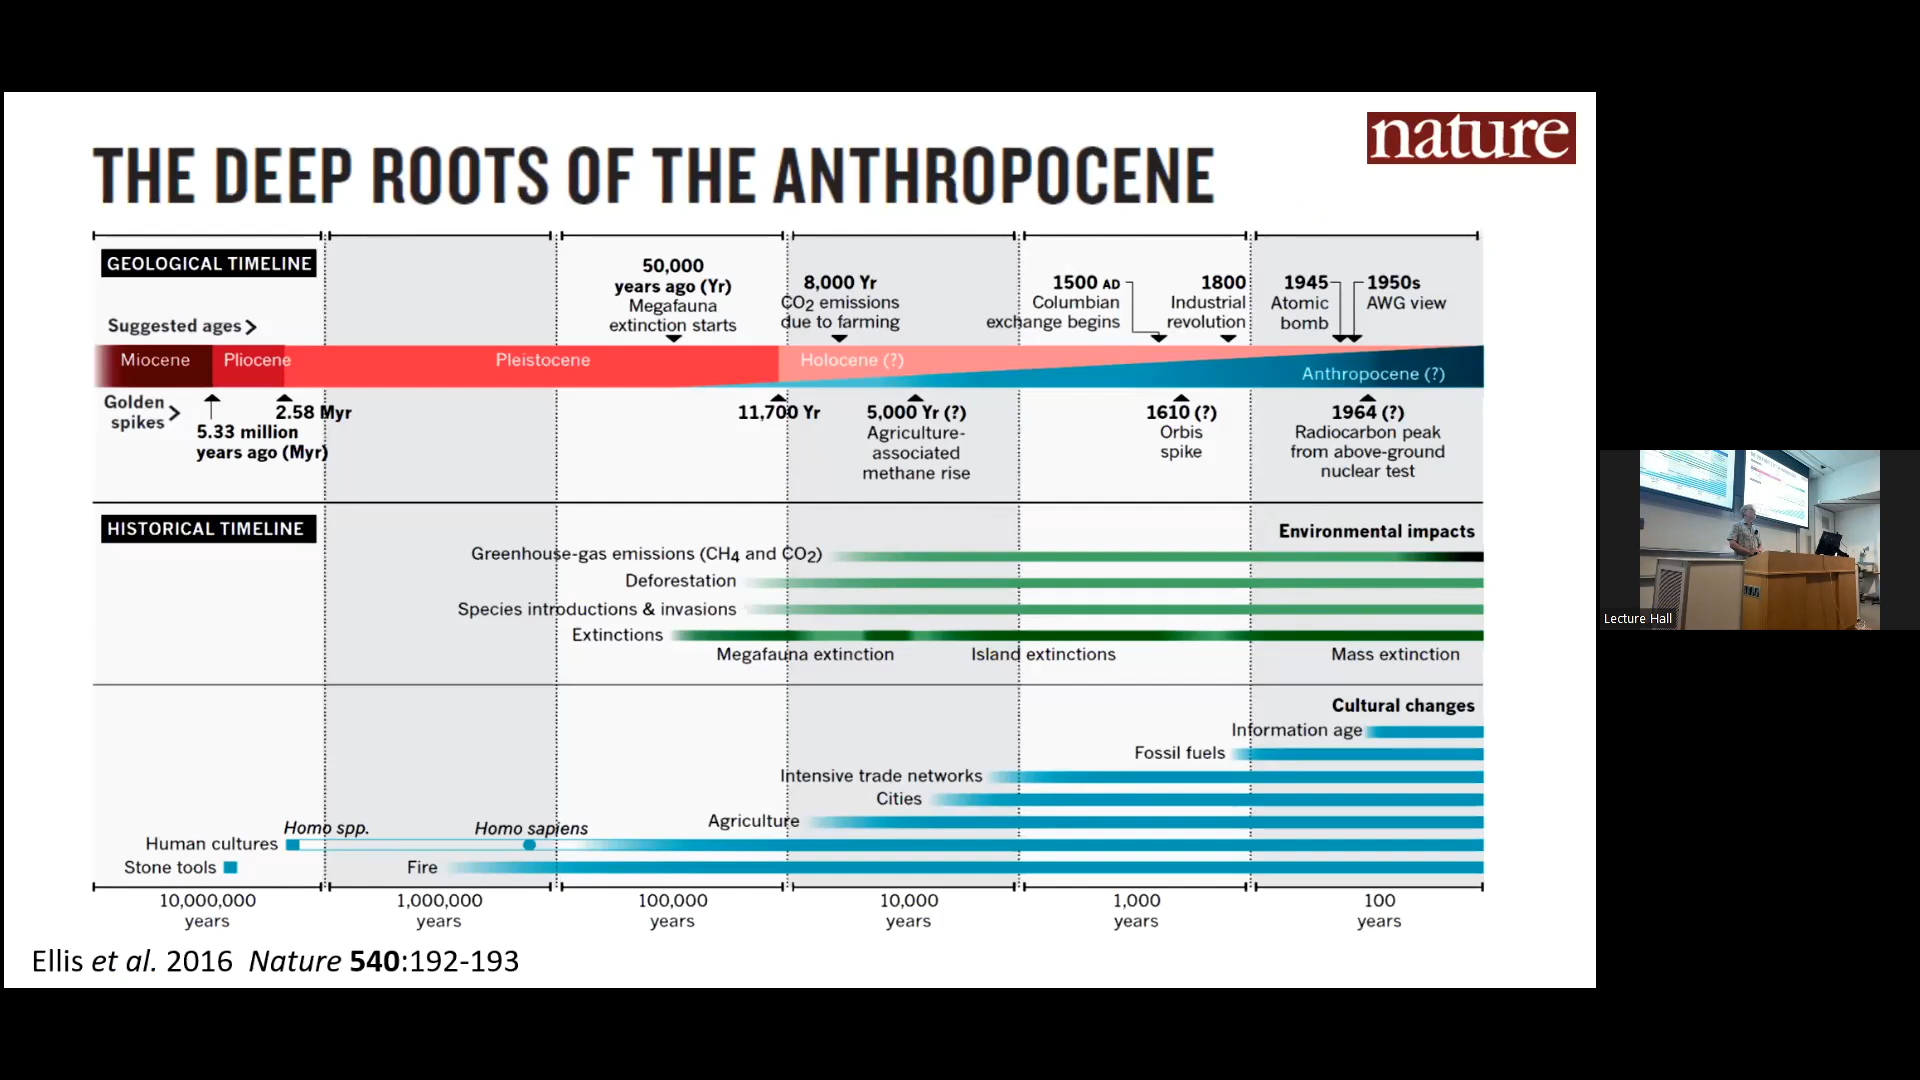 nature
THE DEEP ROOTS OF THE ANTHROPOCENE
GEOLOGICAL TIMELINE
Suggested ages >
50,000
years ago (Yr)
Megafauna
extinction starts
8,000 Yr
CO2 emissions
due to farming
1500 AD
Columbian
exchange begins
1800
Industrial
revolution
1945
Atomic
bomb
1950s
AWG view
Miocene
Pliocene
Pleistocene
Holocene (?)
Anthropocene (?)
Golden
spikes >
5.33 million
years ago (Myr)
2.58 Myr
11,700 Yr
5,000 Yr (?)
Agriculture-
associated
methane rise
1610 (?)
Orbis
spike
1964 (?)
Radiocarbon peak
from above-ground
nuclear test
HISTORICAL TIMELINE
Environmental impacts
Greenhouse-gas emissions (CH4 and CO2)
Deforestation
Species introductions & invasions
Extinctions
Megafauna extinction
Island extinctions
Mass extinction
Cultural changes
Information age
Fossil fuels
Intensive trade networks
Cities
Agriculture
Homo spp.
Homo sapiens
Human cultures
Stone tools
Fire
10,000,000
years
1,000,000
years
100,000
years
10,000
years
1,000
years
100
years
Ellis et al. 2016 Nature 540:192-193
Lecture Hall